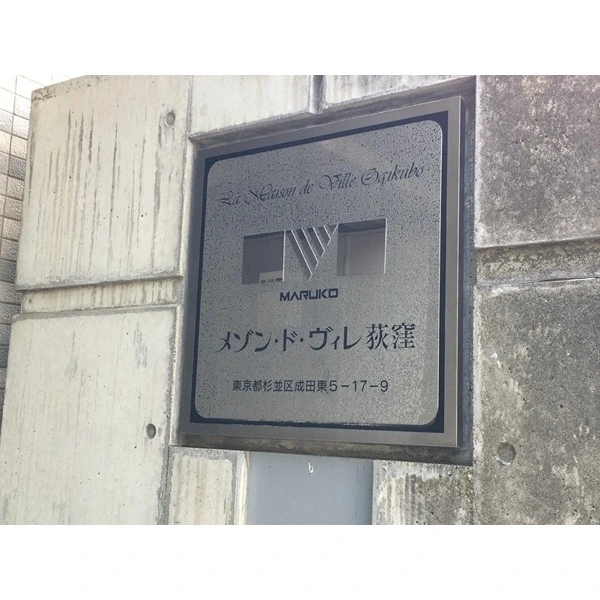 La Maison de Ville Ogikubo
MARUKO
メゾン・ド・ヴィレ荻窪
東京都杉並区成田東5-17-9